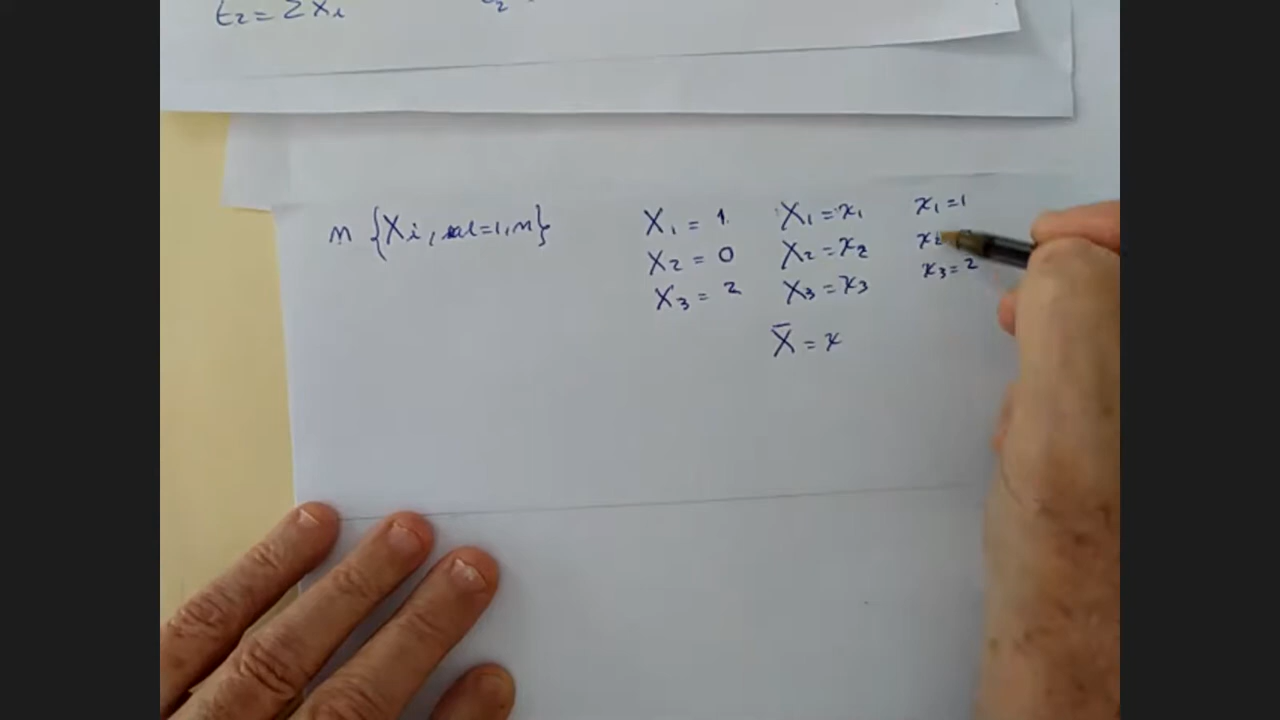 t₂ = Σ xᵢ
n {Xᵢ, i=1,n}
X₁ = 1 X₁ = x₁ x₁ = 1
X₂ = 0 X₂ = x₂ x₂
X₃ = 2 X₃ = x₃ x₃ = 2
X̄ = x